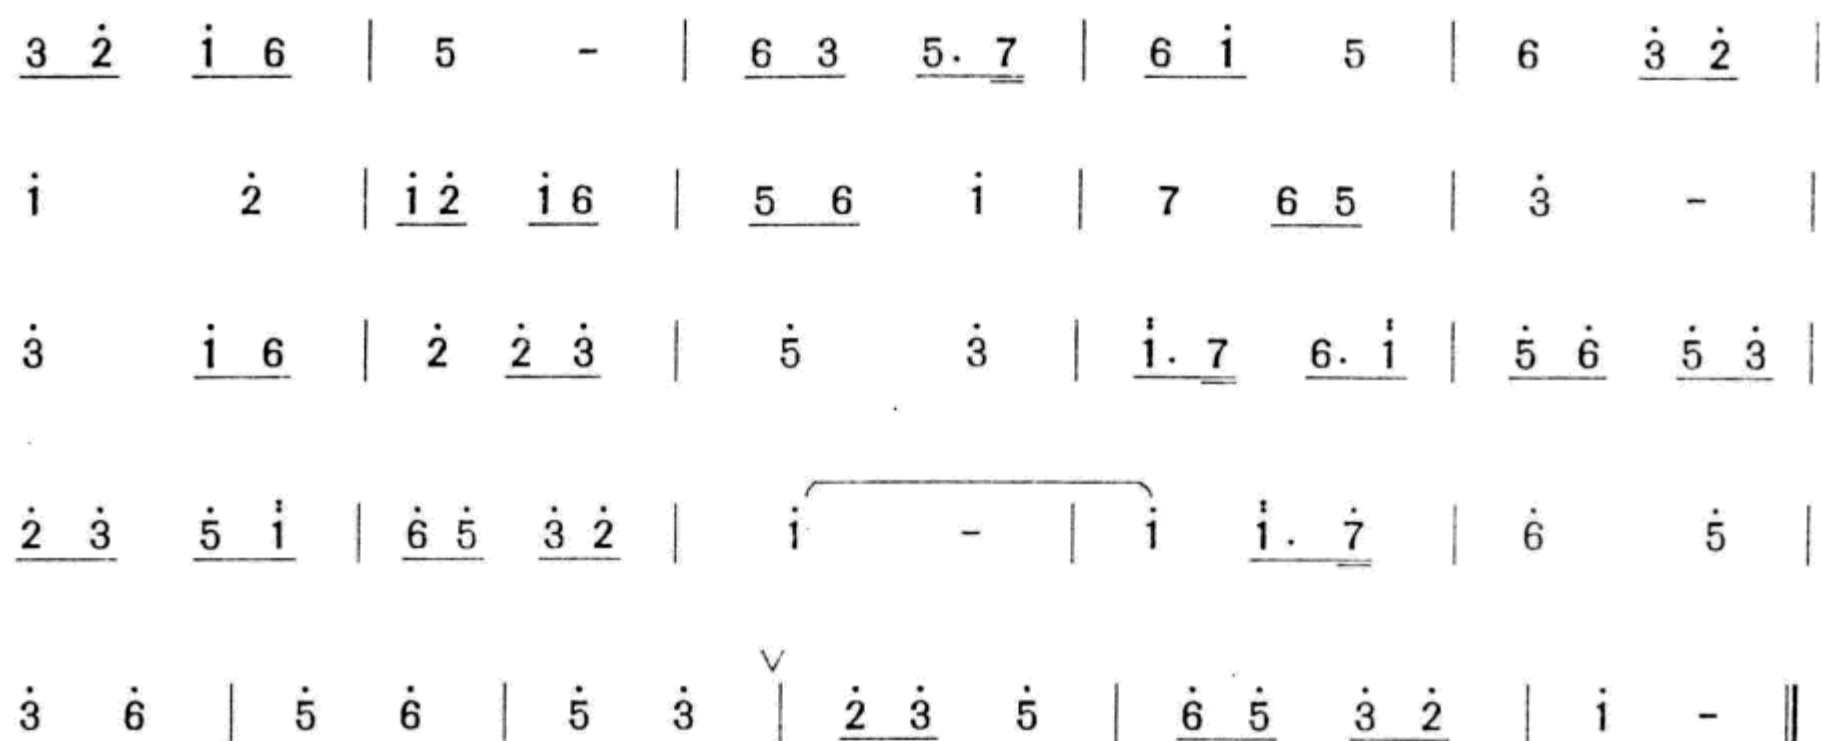 3 2̇ 1̇ 6 | 5 - | 6 3 5. 7 | 6 1̇ 5 | 6 3̇ 2̇ |
1̇ 2̇ | 1̇ 2̇ 1̇ 6 | 5 6 1̇ | 7 6 5 | 3̇ - |
3̇ 1̇ 6 | 2̇ 2̇ 3̇ | 5̇ 3̇ | 1̈. 7 6. 1̈ | 5̇ 6̇ 5̇ 3̇ |
2̇ 3̇ 5̇ 1̈ | 6̇ 5̇ 3̇ 2̇ | 1̇ - | 1̇ 1̈. 7̇ | 6̇ 5̇ |
3̇ 6̇ | 5̇ 6̇ | 5̇ 3̇ ∨ | 2̇ 3̇ 5̇ | 6̇ 5̇ 3̇ 2̇ | 1̇ - ‖